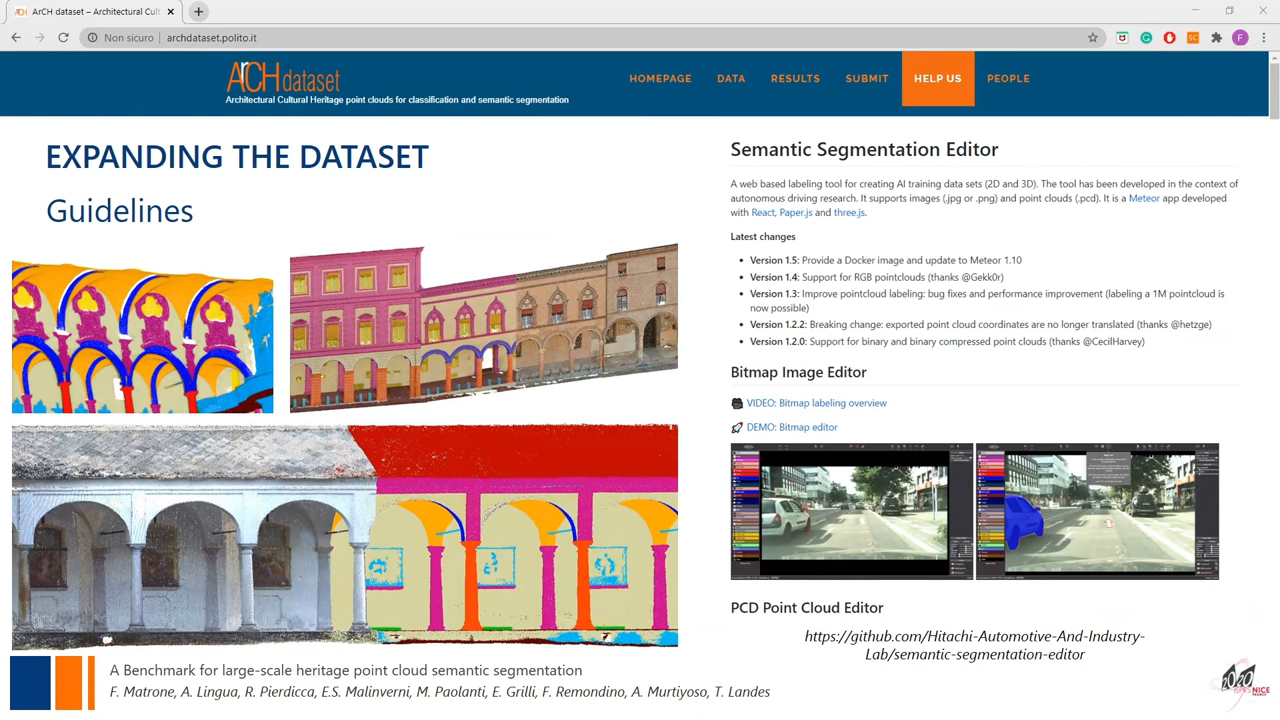 ArCH dataset – Architectural Cult
Non sicuro | archdataset.polito.it
ArCH dataset
Architectural Cultural Heritage point clouds for classification and semantic segmentation
HOMEPAGE DATA RESULTS SUBMIT HELP US PEOPLE
EXPANDING THE DATASET
Guidelines
Semantic Segmentation Editor
A web based labeling tool for creating AI training data sets (2D and 3D). The tool has been developed in the context of
autonomous driving research. It supports images (.jpg or .png) and point clouds (.pcd). It is a Meteor app developed
with React, Paper.js and three.js.
Latest changes
• Version 1.5: Provide a Docker image and update to Meteor 1.10
• Version 1.4: Support for RGB pointclouds (thanks @Gekk0r)
• Version 1.3: Improve pointcloud labeling: bug fixes and performance improvement (labeling a 1M pointcloud is
now possible)
• Version 1.2.2: Breaking change: exported point cloud coordinates are no longer translated (thanks @hetzge)
• Version 1.2.0: Support for binary and binary compressed point clouds (thanks @CecilHarvey)
Bitmap Image Editor
VIDEO: Bitmap labeling overview
DEMO: Bitmap editor
PCD Point Cloud Editor
https://github.com/Hitachi-Automotive-And-Industry-
Lab/semantic-segmentation-editor
A Benchmark for large-scale heritage point cloud semantic segmentation
F. Matrone, A. Lingua, R. Pierdicca, E.S. Malinverni, M. Paolanti, E. Grilli, F. Remondino, A. Murtiyoso, T. Landes
2020
ISPRS NICE
FRANCE